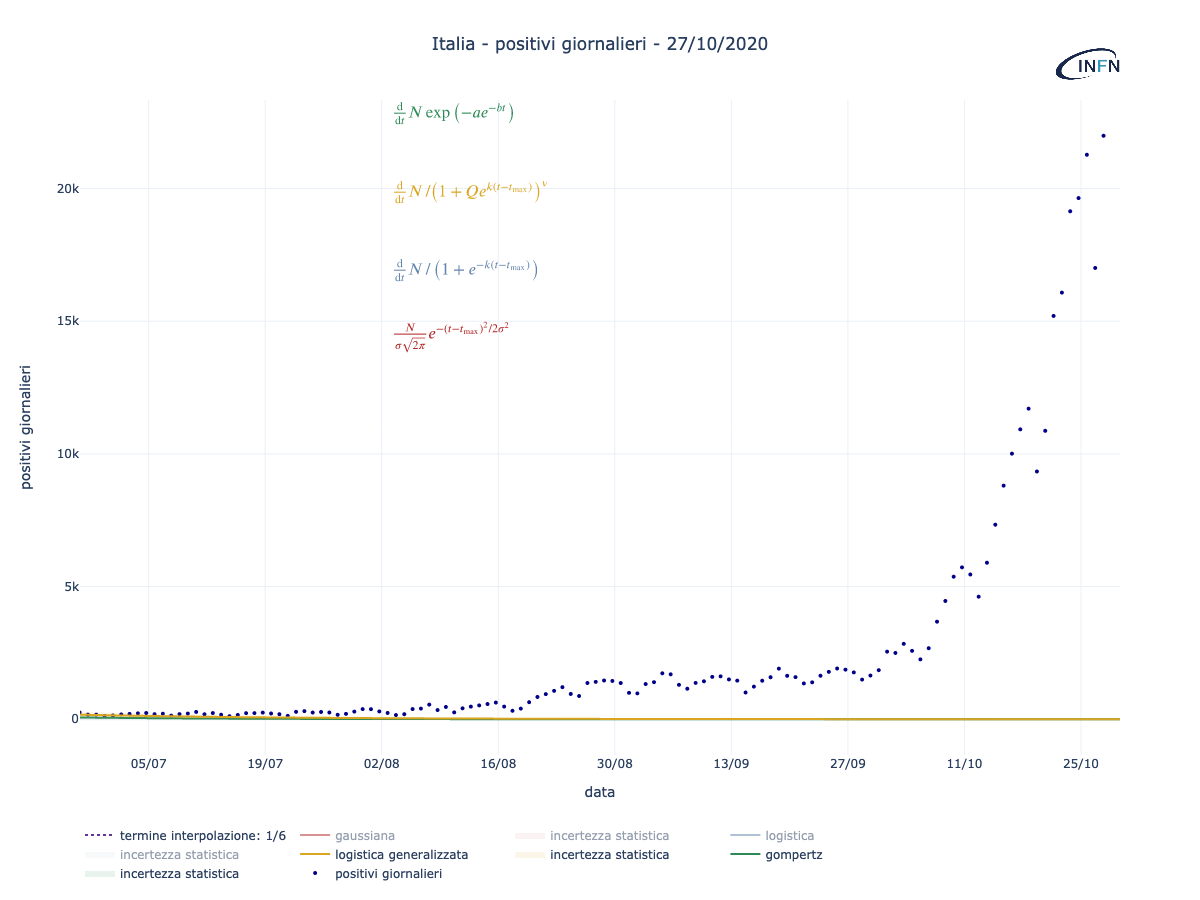 Italia - positivi giornalieri - 27/10/2020
INFN
d/dt N exp (−ae^{−bt})
d/dt N /(1 + Qe^{k(t−t_max)})^ν
d/dt N / (1 + e^{−k(t−t_max)})
N/(σ√2π) e^{−(t−t_max)²/2σ²}
20k
15k
10k
5k
0
positivi giornalieri
05/07 19/07 02/08 16/08 30/08 13/09 27/09 11/10 25/10
data
termine interpolazione: 1/6 gaussiana incertezza statistica logistica
incertezza statistica logistica generalizzata incertezza statistica gompertz
incertezza statistica positivi giornalieri